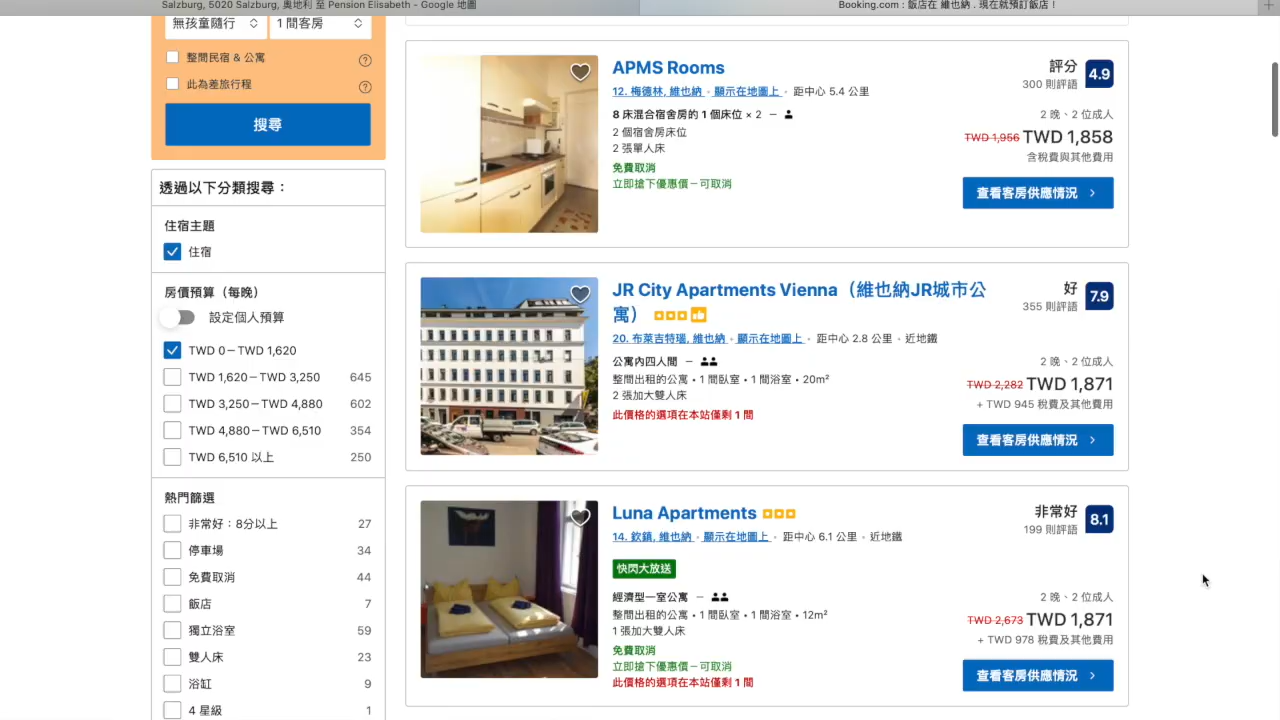 Salzburg, 5020 Salzburg, 奧地利 至 Pension Elisabeth - Google 地圖
Booking.com : 飯店在 維也納 . 現在就預訂飯店 !
無孩童隨行
1 間客房
整間民宿 & 公寓
此為差旅行程
搜尋
透過以下分類搜尋：
住宿主題
住宿
房價預算（每晚）
設定個人預算
TWD 0－TWD 1,620
TWD 1,620－TWD 3,250 645
TWD 3,250－TWD 4,880 602
TWD 4,880－TWD 6,510 354
TWD 6,510 以上 250
熱門篩選
非常好：8分以上 27
停車場 34
免費取消 44
飯店 7
獨立浴室 59
雙人床 23
浴缸 9
4 星級 1
APMS Rooms
12. 梅德林, 維也納 · 顯示在地圖上 · 距中心 5.4 公里
8 床混合宿舍房的 1 個床位 × 2 –
2 個宿舍房床位
2 張單人床
免費取消
立即搶下優惠價－可取消
評分
300 則評語
4.9
2 晚、2 位成人
TWD 1,956 TWD 1,858
含稅費與其他費用
查看客房供應情況
JR City Apartments Vienna（維也納JR城市公
寓）
20. 布萊吉特瑙, 維也納 · 顯示在地圖上 · 距中心 2.8 公里 · 近地鐵
公寓內四人間 –
整間出租的公寓 • 1 間臥室 • 1 間浴室 • 20m²
2 張加大雙人床
此價格的選項在本站僅剩 1 間
好
355 則評語
7.9
2 晚、2 位成人
TWD 2,282 TWD 1,871
+ TWD 945 稅費及其他費用
查看客房供應情況
Luna Apartments
14. 欽鎮, 維也納 · 顯示在地圖上 · 距中心 6.1 公里 · 近地鐵
快閃大放送
經濟型一室公寓 –
整間出租的公寓 • 1 間臥室 • 1 間浴室 • 12m²
1 張加大雙人床
免費取消
立即搶下優惠價－可取消
此價格的選項在本站僅剩 1 間
非常好
199 則評語
8.1
2 晚、2 位成人
TWD 2,673 TWD 1,871
+ TWD 978 稅費及其他費用
查看客房供應情況